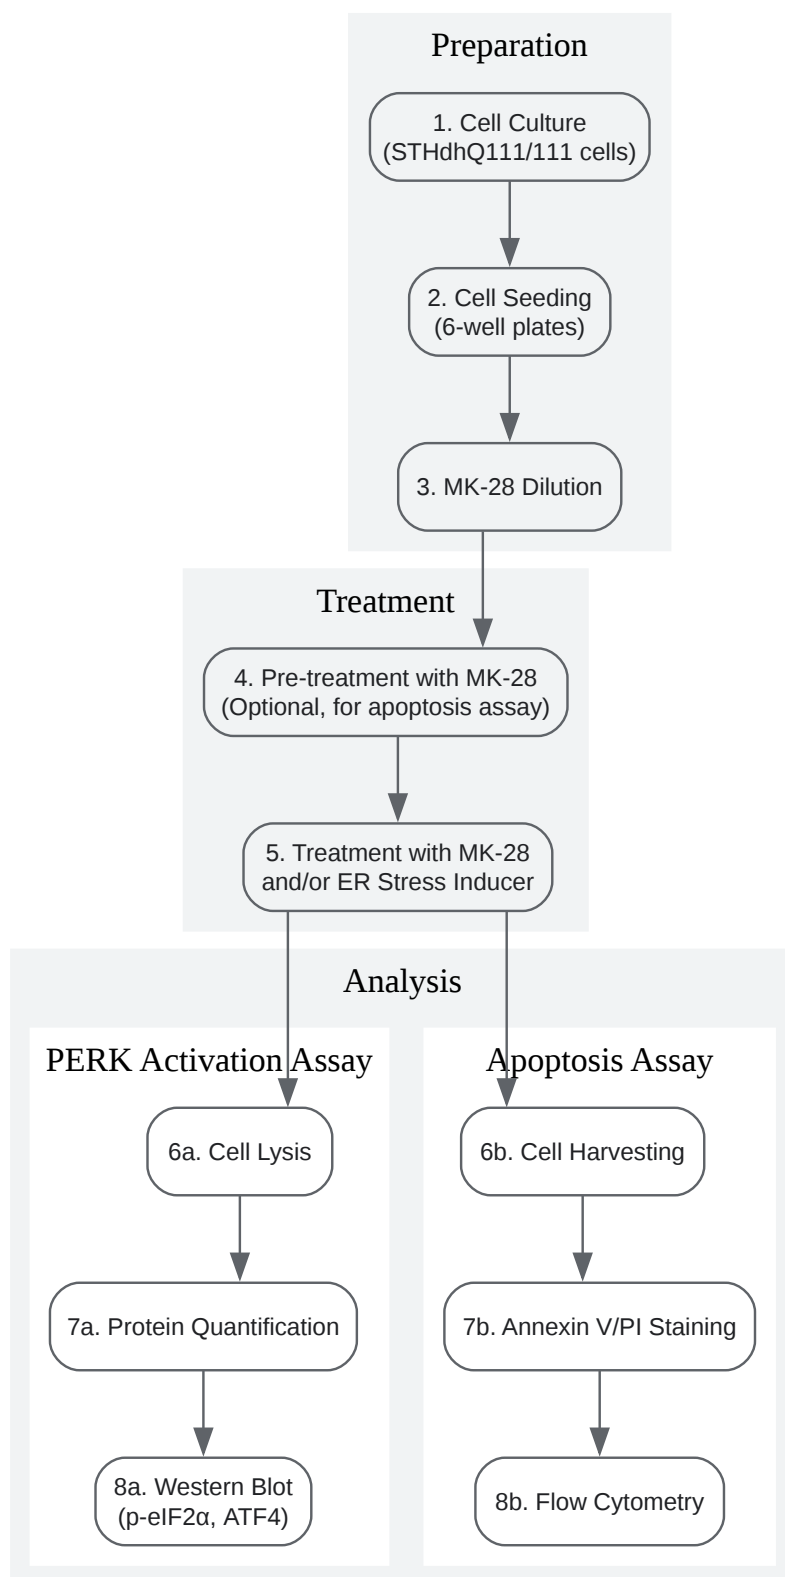 Preparation
1. Cell Culture
(STHdhQ111/111 cells)
2. Cell Seeding
(6-well plates)
3. MK-28 Dilution
Treatment
4. Pre-treatment with MK-28
(Optional, for apoptosis assay)
5. Treatment with MK-28
and/or ER Stress Inducer
Analysis
PERK Activation Assay
6a. Cell Lysis
7a. Protein Quantification
8a. Western Blot
(p-eIF2α, ATF4)
Apoptosis Assay
6b. Cell Harvesting
7b. Annexin V/PI Staining
8b. Flow Cytometry